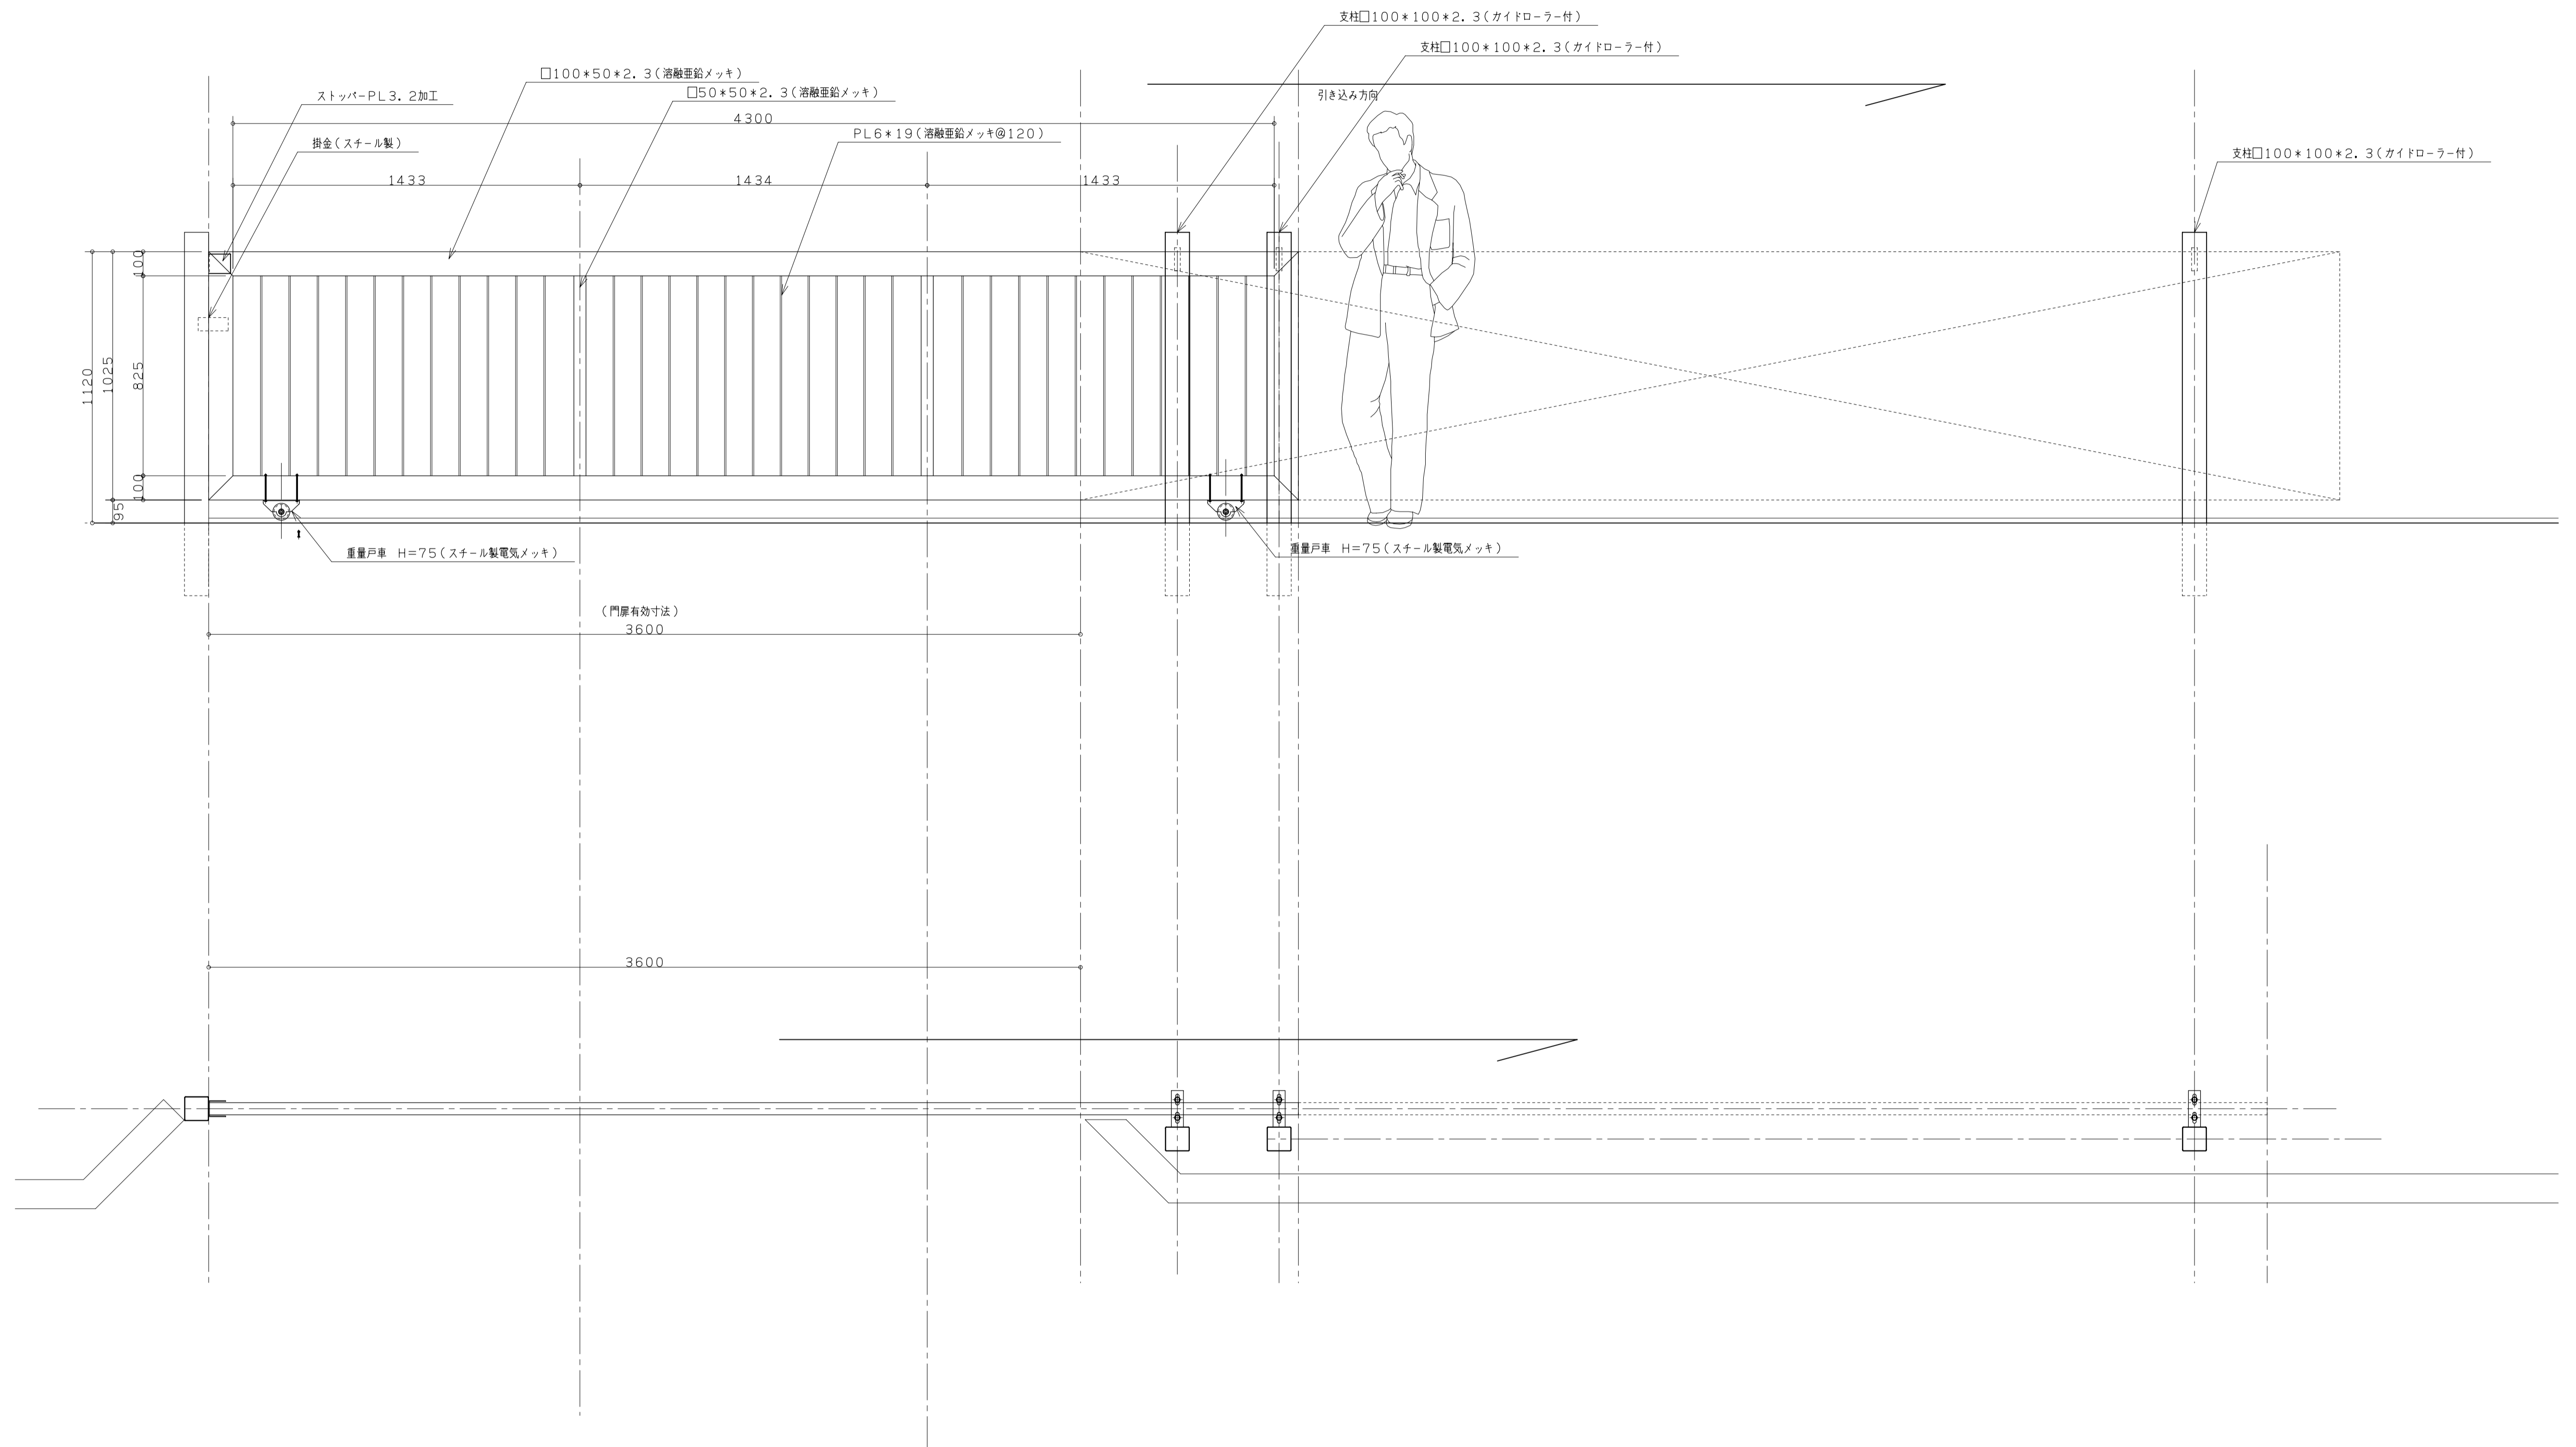 支柱□100*100*2.3(ガイドローラー付)
支柱□100*100*2.3(ガイドローラー付)
□100*50*2.3(溶融亜鉛メッキ)
□50*50*2.3(溶融亜鉛メッキ)
ストッパーPL3.2加工
引き込み方向
4300
PL6*19(溶融亜鉛メッキ@120)
掛金(スチール製)
支柱□100*100*2.3(ガイドローラー付)
1433
1434
1433
100
825
1025
1120
100
95
重量戸車 H=75(スチール製電気メッキ)
重量戸車 H=75(スチール製電気メッキ)
(門扉有効寸法)
3600
3600